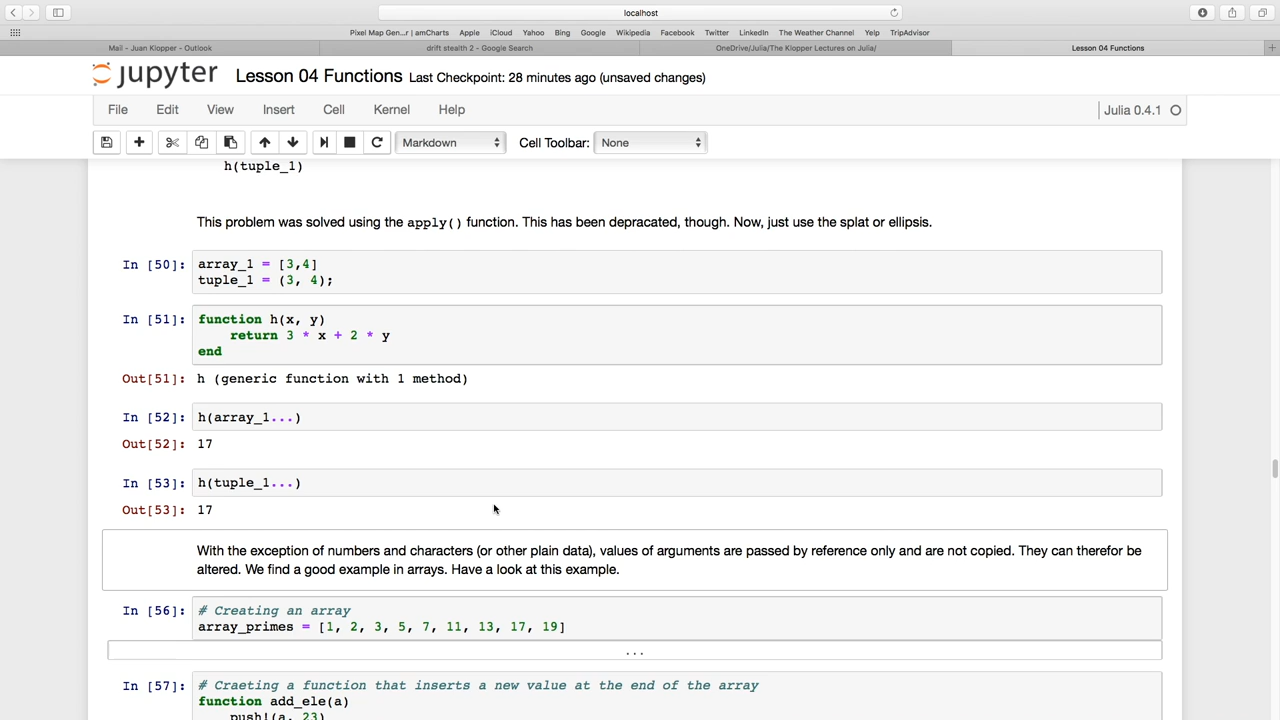 localhost
Pixel Map Gen...r | amCharts Apple iCloud Yahoo Bing Google Wikipedia Facebook Twitter LinkedIn The Weather Channel Yelp TripAdvisor
Mail - Juan Klopper - Outlook drift stealth 2 - Google Search OneDrive/Julia/The Klopper Lectures on Julia/ Lesson 04 Functions
jupyter Lesson 04 Functions Last Checkpoint: 28 minutes ago (unsaved changes)
File Edit View Insert Cell Kernel Help Julia 0.4.1
Markdown Cell Toolbar: None
h(tuple_1)
This problem was solved using the apply() function. This has been depracated, though. Now, just use the splat or ellipsis.
In [50]: array_1 = [3,4]
tuple_1 = (3, 4);
In [51]: function h(x, y)
return 3 * x + 2 * y
end
Out[51]: h (generic function with 1 method)
In [52]: h(array_1...)
Out[52]: 17
In [53]: h(tuple_1...)
Out[53]: 17
With the exception of numbers and characters (or other plain data), values of arguments are passed by reference only and are not copied. They can therefor be
altered. We find a good example in arrays. Have a look at this example.
In [56]: # Creating an array
array_primes = [1, 2, 3, 5, 7, 11, 13, 17, 19]
...
In [57]: # Craeting a function that inserts a new value at the end of the array
function add_ele(a)
push!(a, 23)